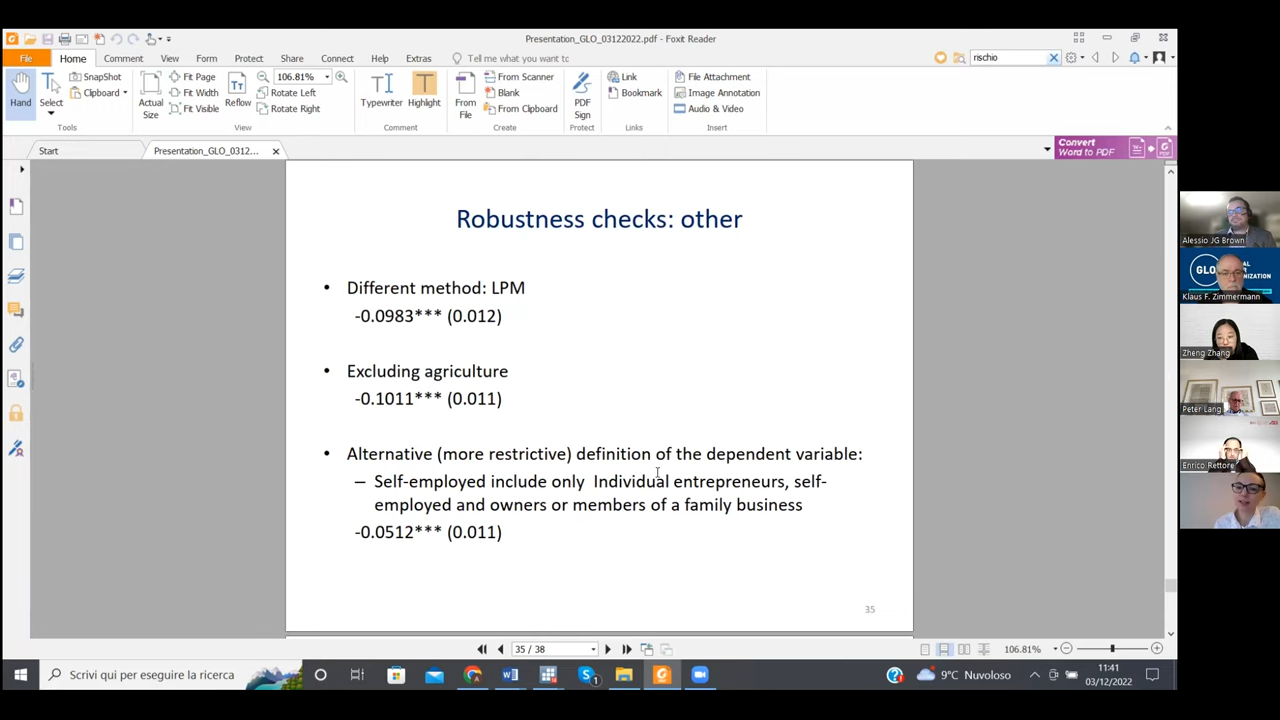 Presentation_GLO_03122022.pdf - Foxit Reader
File Home Comment View Form Protect Share Connect Help Extras Tell me what you want to rischio
Hand
Select
SnapShot
Clipboard
Tools
Actual Size
Fit Page
Fit Width
Fit Visible
Reflow
106.81%
Rotate Left
Rotate Right
View
Typewriter
Highlight
Comment
From File
From Scanner
Blank
From Clipboard
Create
PDF Sign
Protect
Link
Bookmark
Links
File Attachment
Image Annotation
Audio & Video
Insert
Start Presentation_GLO_0312...
Convert
Word to PDF
Robustness checks: other
• Different method: LPM
-0.0983*** (0.012)
• Excluding agriculture
-0.1011*** (0.011)
• Alternative (more restrictive) definition of the dependent variable:
– Self-employed include only Individual entrepreneurs, self-
employed and owners or members of a family business
-0.0512*** (0.011)
35
Alessio JG Brown
Klaus F. Zimmermann
Zheng Zhang
Peter Lang
Enrico Rettore
35 / 38
106.81%
Scrivi qui per eseguire la ricerca
9°C Nuvoloso
11:41
03/12/2022